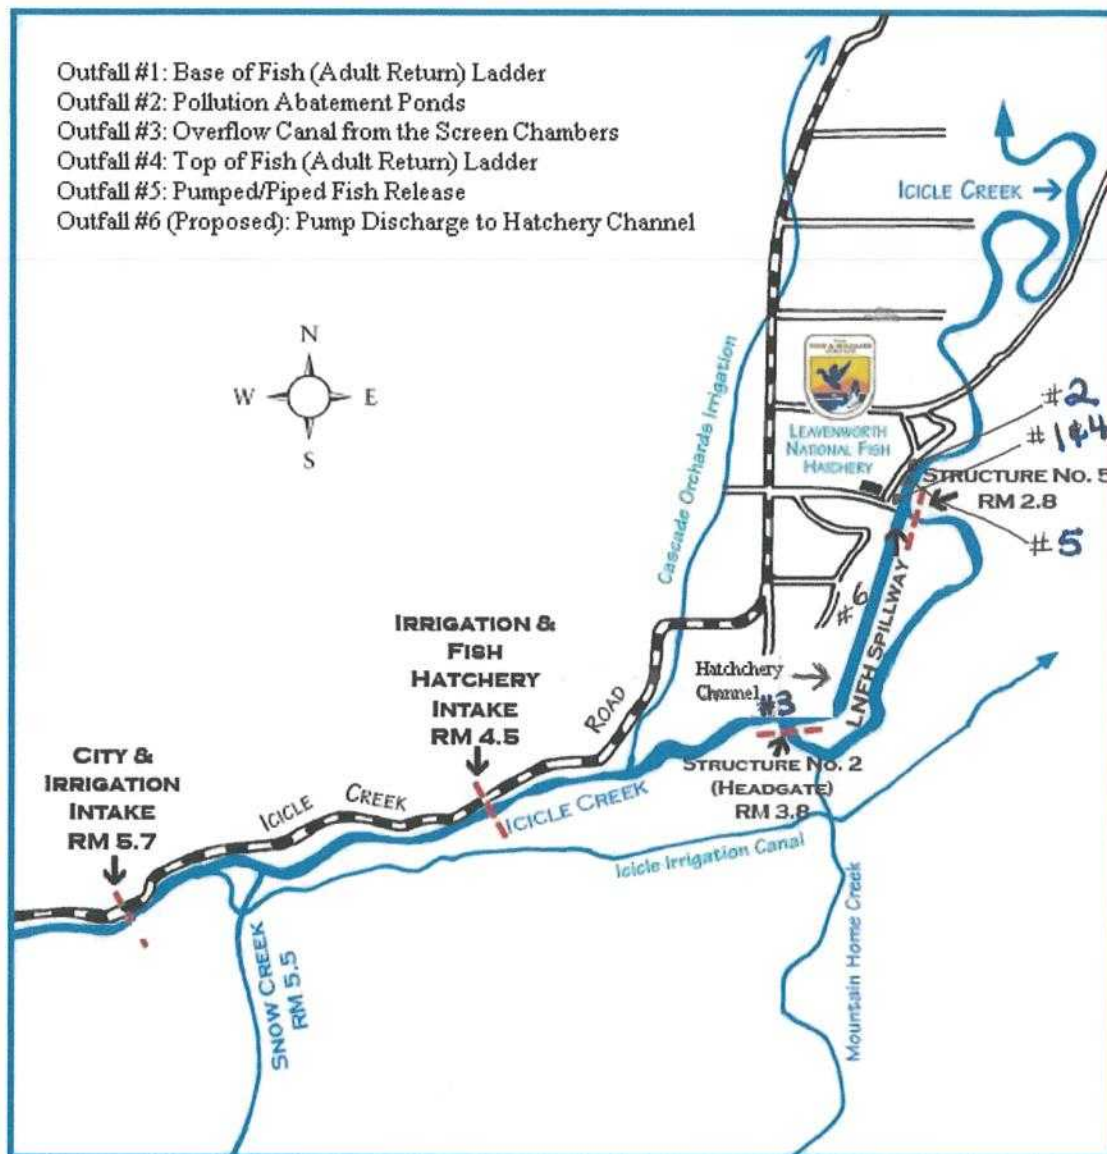 Outfall #1: Base of Fish (Adult Return) Ladder
Outfall #2: Pollution Abatement Ponds
Outfall #3: Overflow Canal from the Screen Chambers
Outfall #4: Top of Fish (Adult Return) Ladder
Outfall #5: Pumped/Piped Fish Release
Outfall #6 (Proposed): Pump Discharge to Hatchery Channel
ICICLE CREEK
N
W
E
S
Cascade Orchards Irrigation
LEAVENWORTH
NATIONAL FISH
HATCHERY
#2
#1&4
STRUCTURE NO. 5
RM 2.8
#5
#6
LNFH SPILLWAY
Hatchchery
Channel
#3
STRUCTURE NO. 2
(HEADGATE)
RM 3.8
IRRIGATION &
FISH
HATCHERY
INTAKE
RM 4.5
CITY &
IRRIGATION
INTAKE
RM 5.7
ICICLE CREEK ROAD
ICICLE CREEK
Icicle Irrigation Canal
SNOW CREEK
RM 5.5
Mountain Home Creek